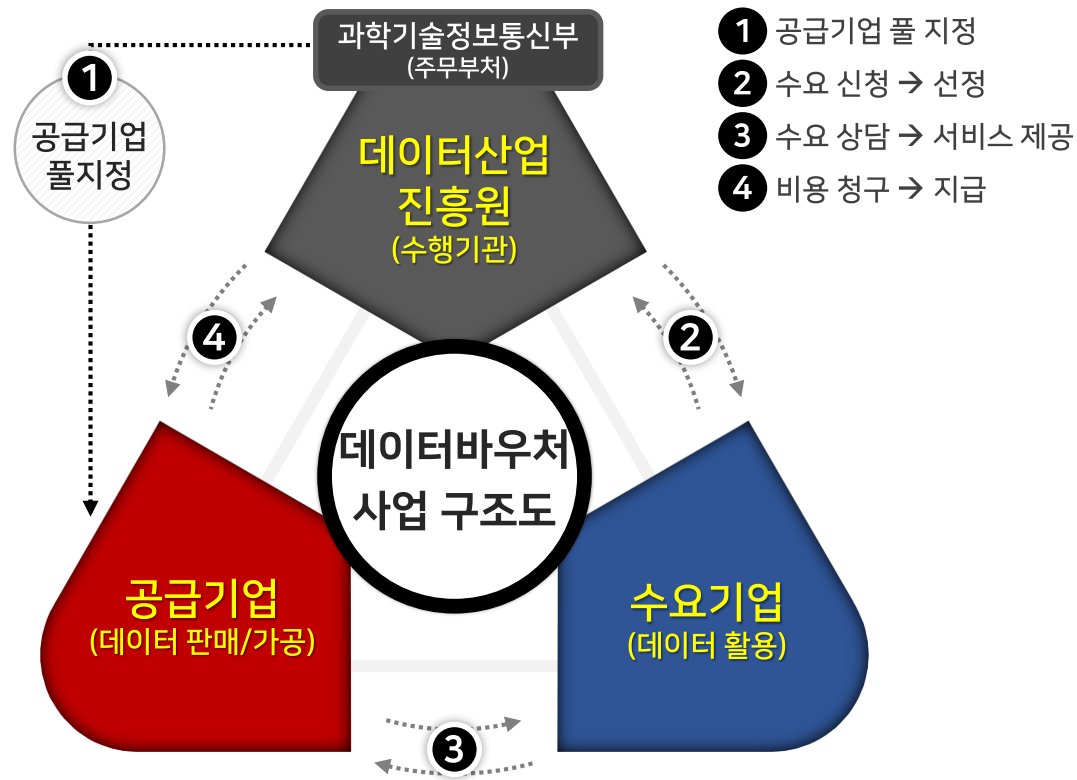 과학기술정보통신부
(주무부처)
1
공급기업
풀지정
데이터산업
진흥원
(수행기관)
1 공급기업 풀 지정
2 수요 신청 → 선정
3 수요 상담 → 서비스 제공
4 비용 청구 → 지급
4
2
데이터바우처
사업 구조도
공급기업
(데이터 판매/가공)
수요기업
(데이터 활용)
3